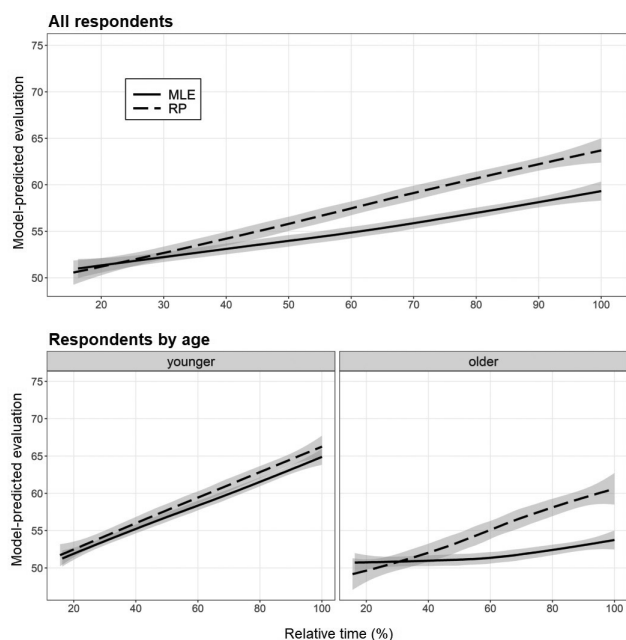 All respondents
Model-predicted evaluation
75
70
65
60
55
50
MLE
RP
20 30 40 50 60 70 80 90 100
Respondents by age
younger older
Model-predicted evaluation
75
70
65
60
55
50
20 40 60 80 100 20 40 60 80 100
Relative time (%)